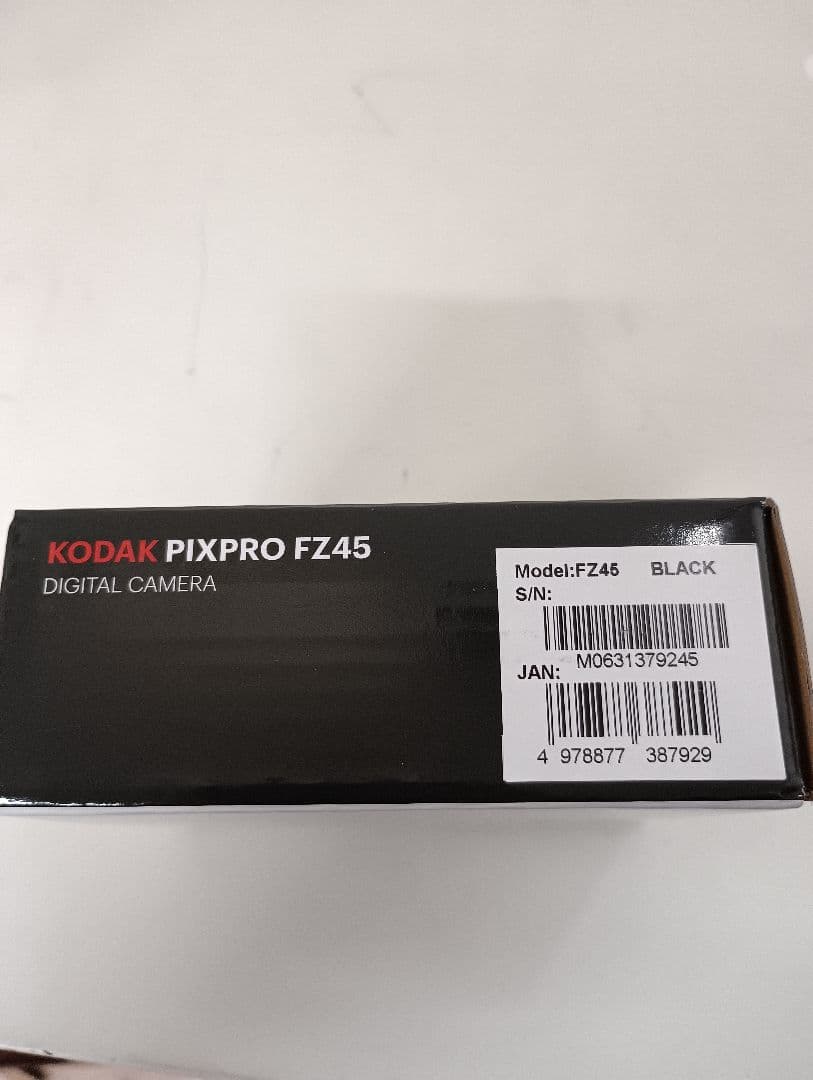 KODAK PIXPRO FZ45
DIGITAL CAMERA
Model:FZ45 BLACK
S/N:
M0631379245
JAN:
4 978877 387929